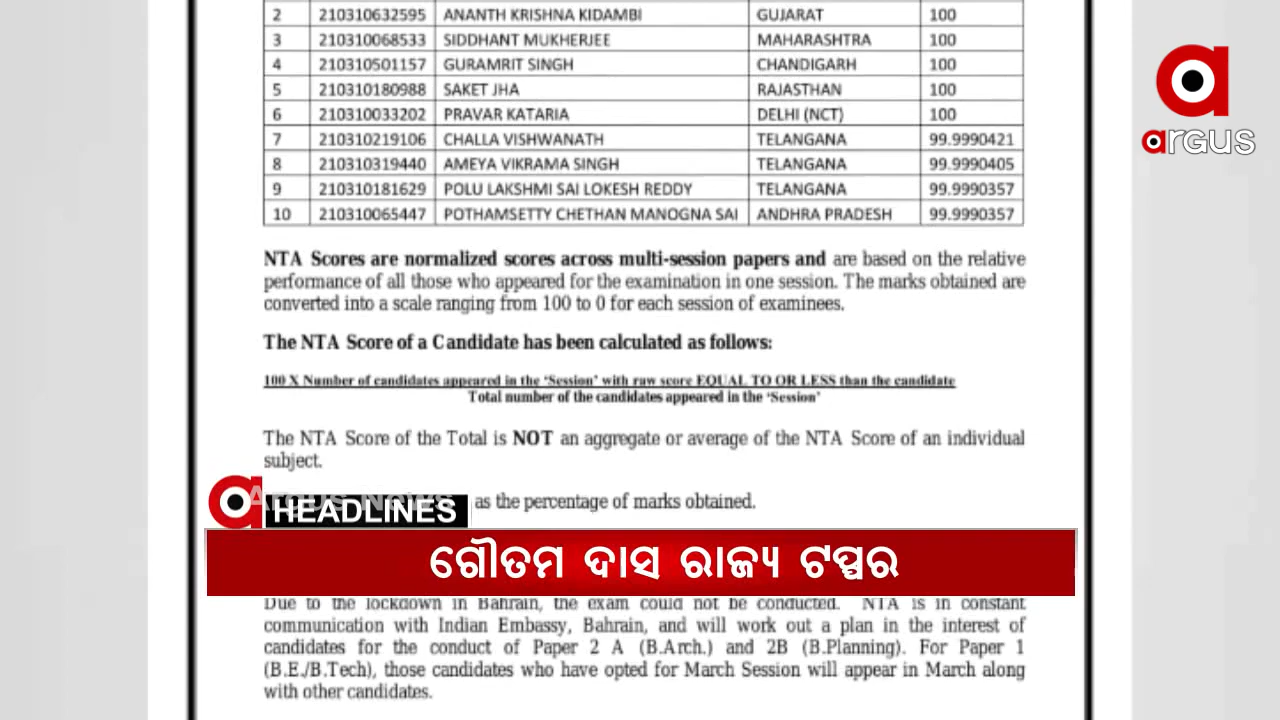 2 210310632595 ANANTH KRISHNA KIDAMBI GUJARAT 100
3 210310068533 SIDDHANT MUKHERJEE MAHARASHTRA 100
4 210310501157 GURAMRIT SINGH CHANDIGARH 100
5 210310180988 SAKET JHA RAJASTHAN 100
6 210310033202 PRAVAR KATARIA DELHI (NCT) 100
7 210310219106 CHALLA VISHWANATH TELANGANA 99.9990421
8 210310319440 AMEYA VIKRAMA SINGH TELANGANA 99.9990405
9 210310181629 POLU LAKSHMI SAI LOKESH REDDY TELANGANA 99.9990357
10 210310065447 POTHAMSETTY CHETHAN MANOGNA SAI ANDHRA PRADESH 99.9990357
argus
NTA Scores are normalized scores across multi-session papers and are based on the relative
performance of all those who appeared for the examination in one session. The marks obtained are
converted into a scale ranging from 100 to 0 for each session of examinees.
The NTA Score of a Candidate has been calculated as follows:
100 X Number of candidates appeared in the 'Session' with raw score EQUAL TO OR LESS than the candidate
Total number of the candidates appeared in the 'Session'
The NTA Score of the Total is NOT an aggregate or average of the NTA Score of an individual
subject.
as the percentage of marks obtained.
ARGUS NEWS
HEADLINES
ଗୌତମ ଦାସ ରାଜ୍ୟ ଟପ୍ପର
Due to the lockdown in Bahrain, the exam could not be conducted. NTA is in constant
communication with Indian Embassy, Bahrain, and will work out a plan in the interest of
candidates for the conduct of Paper 2 A (B.Arch.) and 2B (B.Planning). For Paper 1
(B.E./B.Tech), those candidates who have opted for March Session will appear in March along
with other candidates.